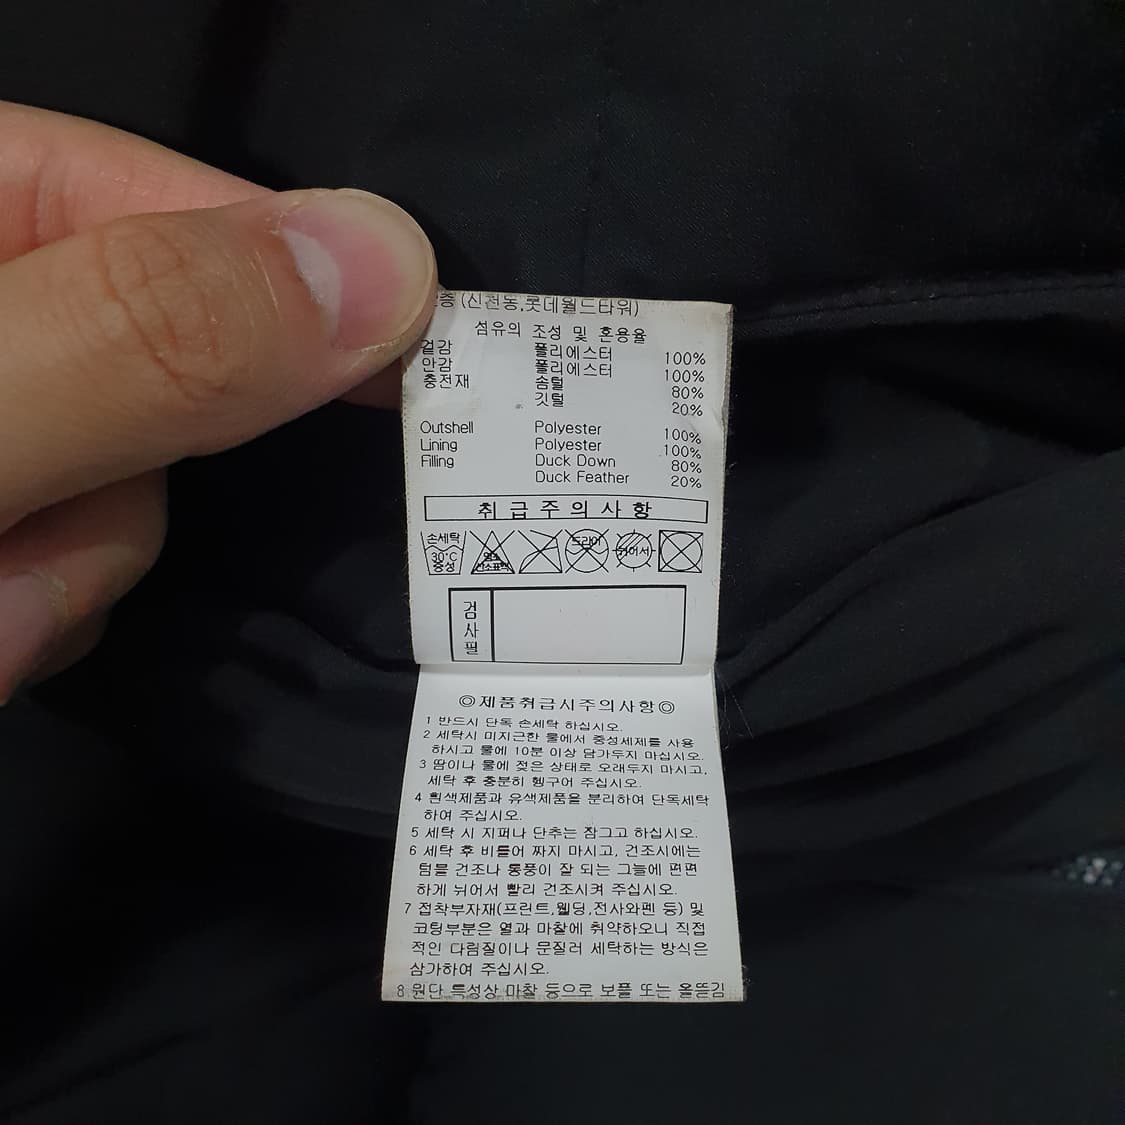 층 (신천동,롯데월드타워)
섬유의 조성 및 혼용율
겉감 폴리에스터 100%
안감 폴리에스터 100%
충전재 솜털 80%
깃털 20%
Outshell Polyester 100%
Lining Polyester 100%
Filling Duck Down 80%
Duck Feather 20%
취급주의사항
손세탁 30°C 중성
염소 산소표백
드라이
뉘어서
검사필
◎제품취급시주의사항◎
1 반드시 단독 손세탁 하십시오.
2 세탁시 미지근한 물에서 중성세제를 사용
하시고 물에 10분 이상 담가두지 마십시오.
3 땀이나 물에 젖은 상태로 오래두지 마시고,
세탁 후 충분히 헹구어 주십시오.
4 흰색제품과 유색제품을 분리하여 단독세탁
하여 주십시오.
5 세탁 시 지퍼나 단추는 잠그고 하십시오.
6 세탁 후 비틀어 짜지 마시고, 건조시에는
텀블 건조나 통풍이 잘 되는 그늘에 편편
하게 뉘어서 빨리 건조시켜 주십시오.
7 접착부자재(프린트,웰딩,전사와펜 등) 및
코팅부분은 열과 마찰에 취약하오니 직접
적인 다림질이나 문질러 세탁하는 방식은
삼가하여 주십시오.
8 원단 특성상 마찰 등으로 보플 또는 올뜯김